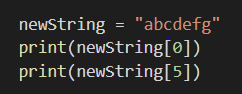 newString = "abcdefg"
print(newString[0])
print(newString[5])